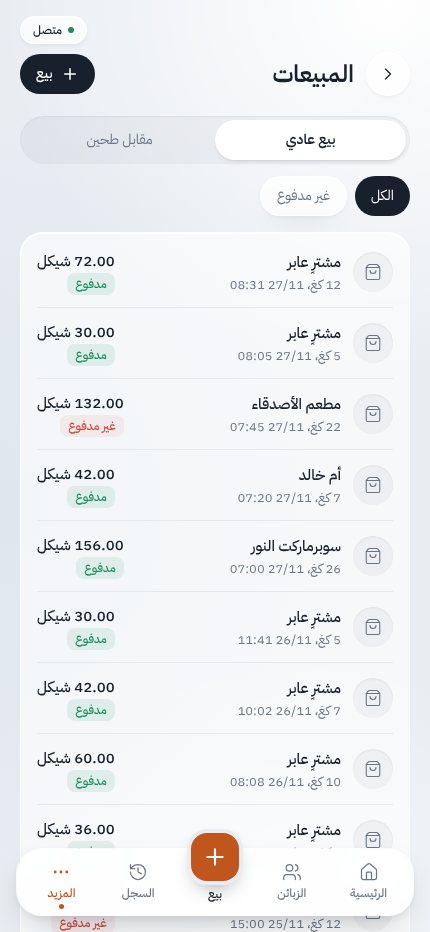 متصل
المبيعات
بيع
بيع عادي
مقابل طحين
الكل
غير مدفوع
مشترٍ عابر
72.00 شيكل
12 كغ، 27/11 08:31
مدفوع
مشترٍ عابر
30.00 شيكل
5 كغ، 27/11 08:05
مدفوع
مطعم الأصدقاء
132.00 شيكل
22 كغ، 27/11 07:45
غير مدفوع
أم خالد
42.00 شيكل
7 كغ، 27/11 07:20
مدفوع
سوبرماركت النور
156.00 شيكل
26 كغ، 27/11 07:00
مدفوع
مشترٍ عابر
30.00 شيكل
5 كغ، 26/11 11:41
مدفوع
مشترٍ عابر
42.00 شيكل
7 كغ، 26/11 10:02
مدفوع
مشترٍ عابر
60.00 شيكل
10 كغ، 26/11 08:08
مدفوع
مشترٍ عابر
36.00 شيكل
الرئيسية
الزبائن
بيع
السجل
المزيد
12 كغ، 25/11 15:00
غير مدفوع